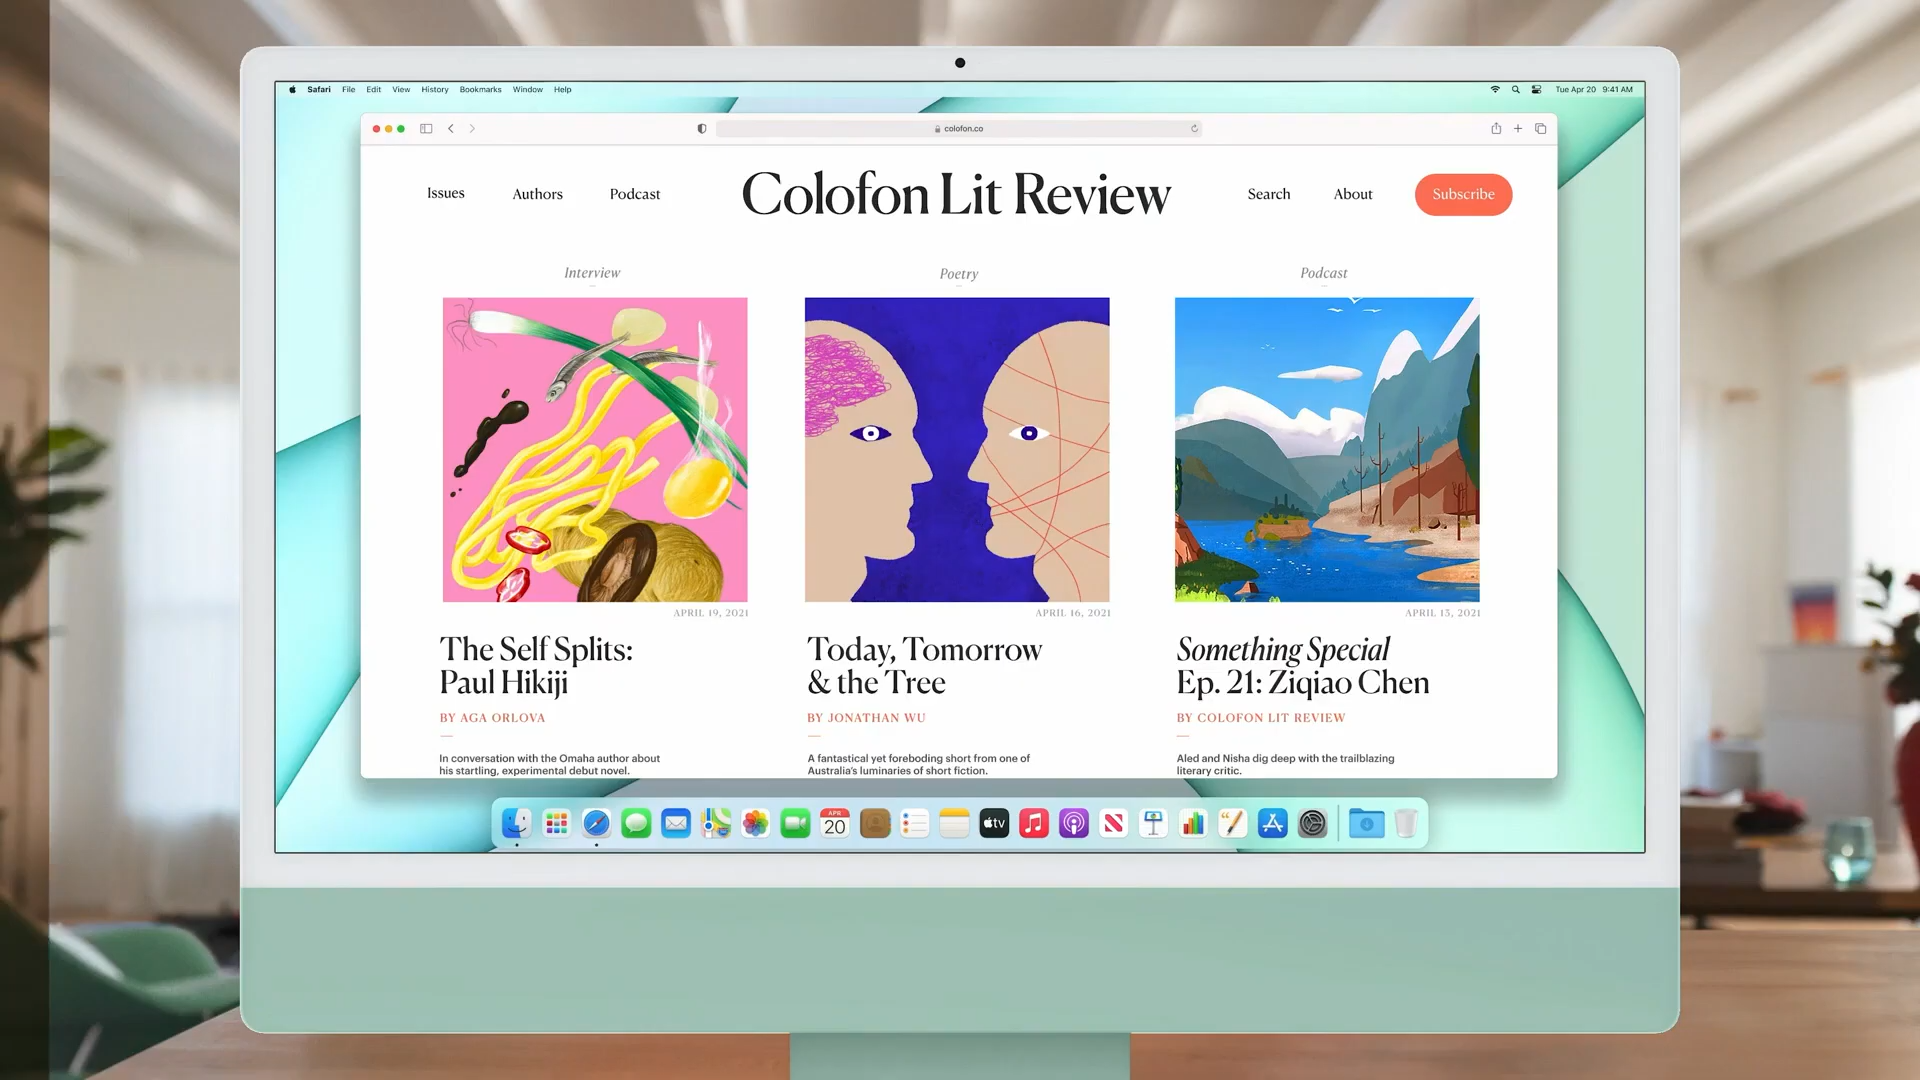 Safari File Edit View History Bookmarks Window Help
Tue Apr 20 9:41 AM
colofon.co
Issues Authors Podcast
Colofon Lit Review
Search About Subscribe
Interview
APRIL 19, 2021
The Self Splits:
Paul Hikiji
BY AGA ORLOVA
In conversation with the Omaha author about
his startling, experimental debut novel.
Poetry
APRIL 16, 2021
Today, Tomorrow
& the Tree
BY JONATHAN WU
A fantastical yet foreboding short from one of
Australia's luminaries of short fiction.
Podcast
APRIL 13, 2021
Something Special
Ep. 21: Ziqiao Chen
BY COLOFON LIT REVIEW
Aled and Nisha dig deep with the trailblazing
literary critic.
APR
20
tv